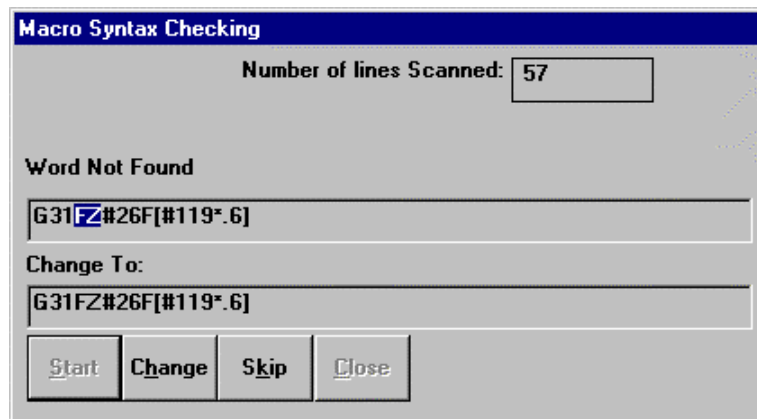 Macro Syntax Checking
Number of lines Scanned: 57
Word Not Found
G31FZ#26F[#119*.6]
Change To:
G31FZ#26F[#119*.6]
Start Change Skip Close